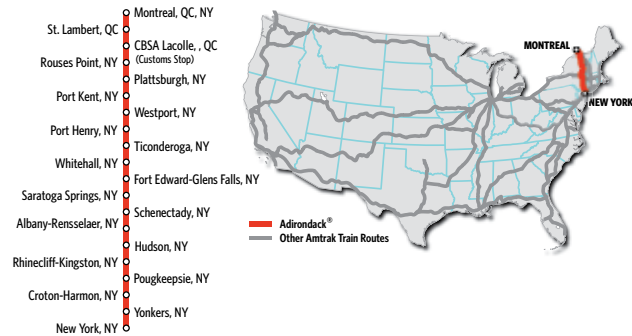 Montreal, QC, NY
St. Lambert, QC
CBSA Lacolle, , QC
(Customs Stop)
Rouses Point, NY
Plattsburgh, NY
Port Kent, NY
Westport, NY
Port Henry, NY
Ticonderoga, NY
Whitehall, NY
Fort Edward-Glens Falls, NY
Saratoga Springs, NY
Schenectady, NY
Albany-Rensselaer, NY
Hudson, NY
Rhinecliff-Kingston, NY
Pougkeepsie, NY
Croton-Harmon, NY
Yonkers, NY
New York, NY
MONTREAL
NEW YORK
Adirondack®
Other Amtrak Train Routes